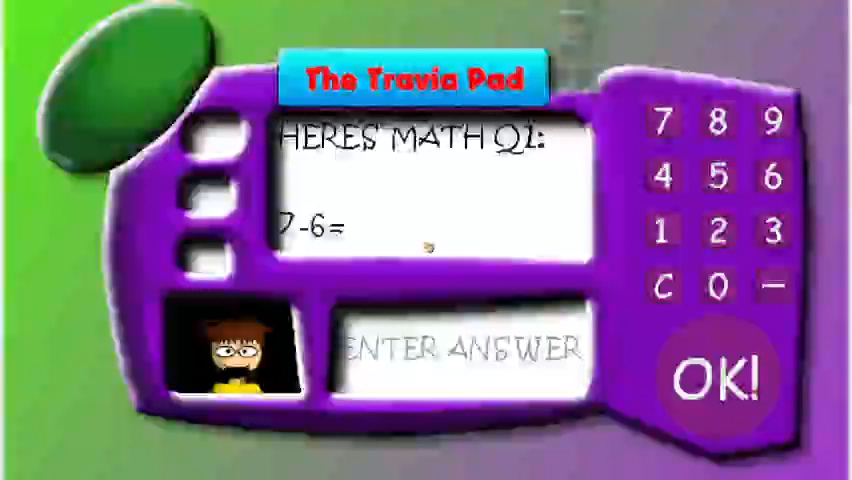 The Travia Pad
HERES' MATH Q1:
7-6=
ENTER ANSWER
7 8 9
4 5 6
1 2 3
C 0 -
OK!